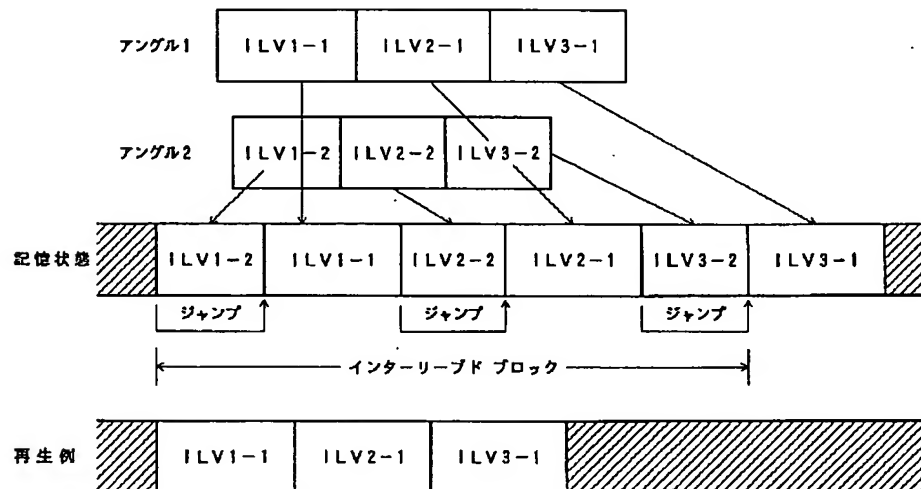 アングル1 ILV1-1 ILV2-1 ILV3-1
アングル2 ILV1-2 ILV2-2 ILV3-2
記憶状態 ILV1-2 ILV1-1 ILV2-2 ILV2-1 ILV3-2 ILV3-1
ジャンプ ジャンプ ジャンプ
インターリーブド ブロック
再生例 ILV1-1 ILV2-1 ILV3-1